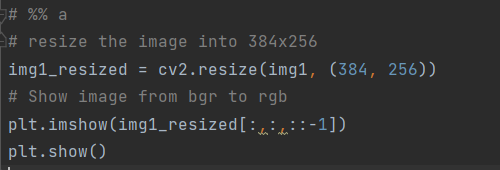 # %% a
# resize the image into 384x256
img1_resized = cv2.resize(img1, (384, 256))
# Show image from bgr to rgb
plt.imshow(img1_resized[:,:,::-1])
plt.show()